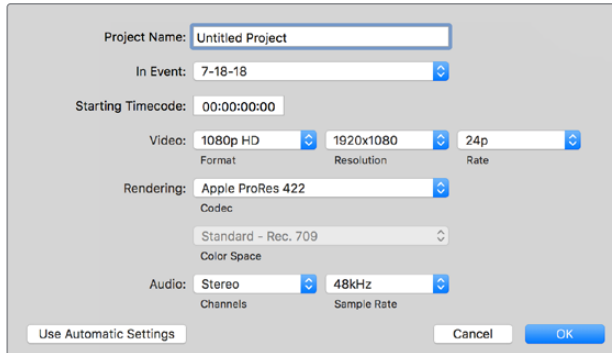 Project Name: Untitled Project
In Event: 7-18-18
Starting Timecode: 00:00:00:00
Video: 1080p HD 1920x1080 24p
Format Resolution Rate
Rendering: Apple ProRes 422
Codec
Standard - Rec. 709
Color Space
Audio: Stereo 48kHz
Channels Sample Rate
Use Automatic Settings Cancel OK